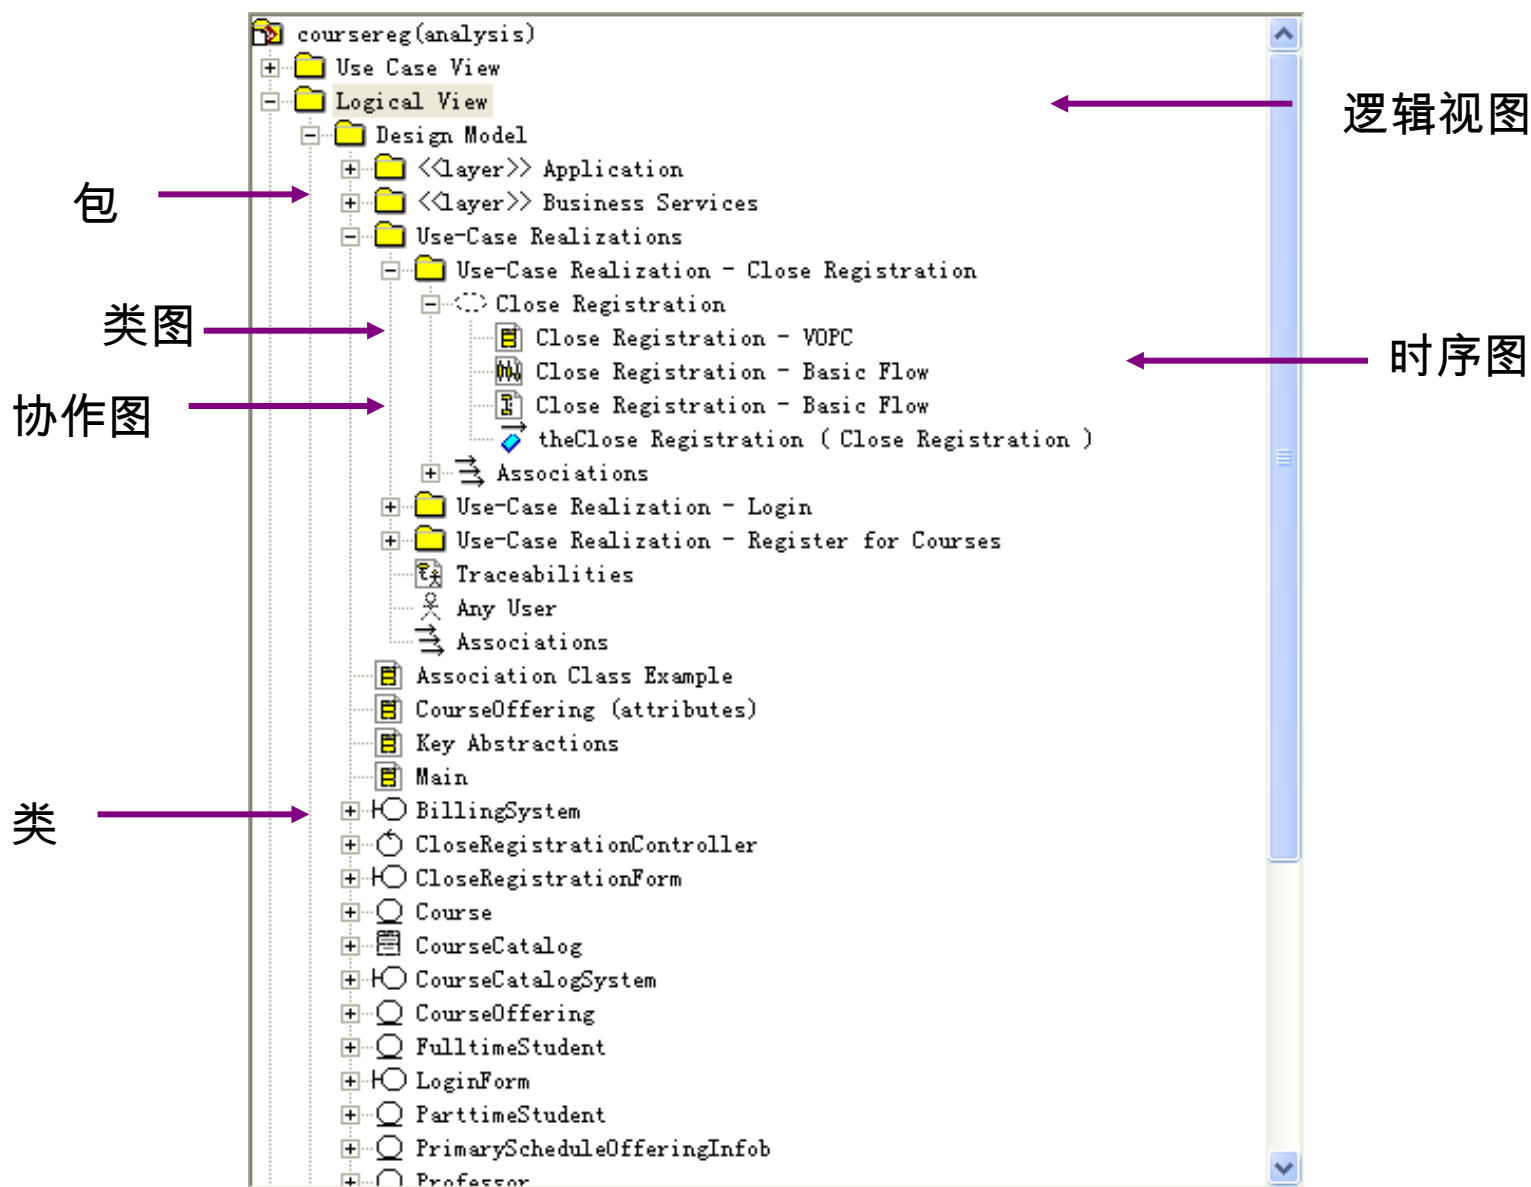 coursereg(analysis)
Use Case View
Logical View
逻辑视图
Design Model
<<layer>> Application
包
<<layer>> Business Services
Use-Case Realizations
Use-Case Realization - Close Registration
Close Registration
类图
Close Registration - VOPC
时序图
Close Registration - Basic Flow
协作图
Close Registration - Basic Flow
theClose Registration ( Close Registration )
Associations
Use-Case Realization - Login
Use-Case Realization - Register for Courses
Traceabilities
Any User
Associations
Association Class Example
CourseOffering (attributes)
Key Abstractions
Main
类
BillingSystem
CloseRegistrationController
CloseRegistrationForm
Course
CourseCatalog
CourseCatalogSystem
CourseOffering
FulltimeStudent
LoginForm
ParttimeStudent
PrimaryScheduleOfferingInfob
Professor